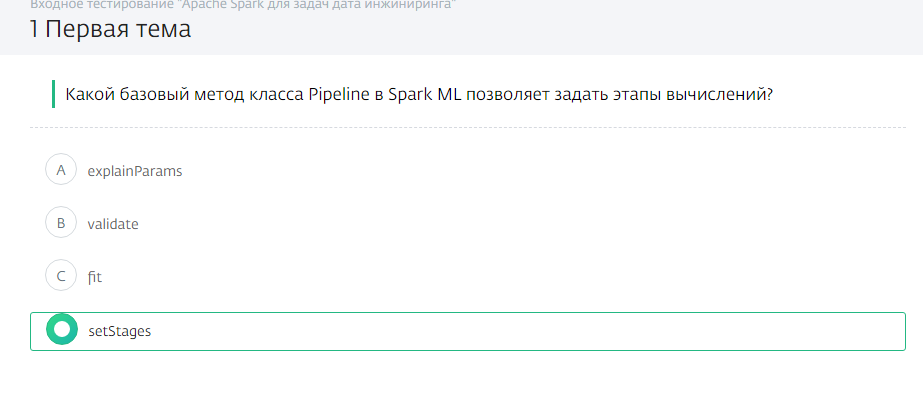 Входное тестирование "Apache Spark для задач дата инжиниринга"
1 Первая тема
Какой базовый метод класса Pipeline в Spark ML позволяет задать этапы вычислений?
A explainParams
B validate
C fit
setStages